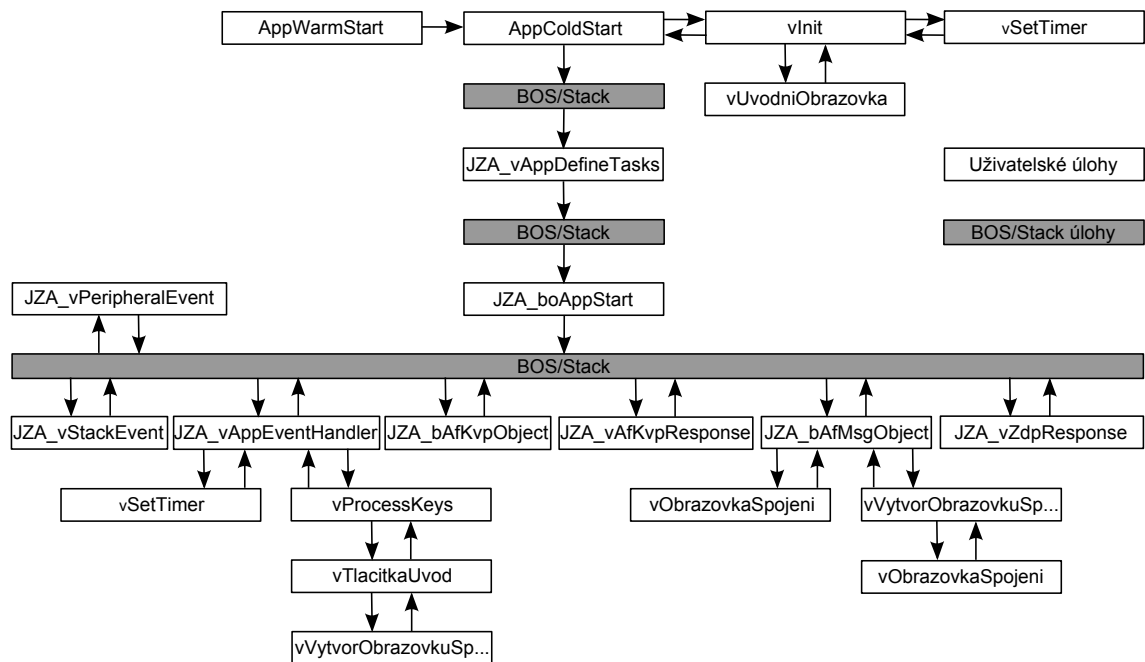 AppWarmStart
AppColdStart
vInit
vSetTimer
BOS/Stack
vUvodniObrazovka
JZA_vAppDefineTasks
Uživatelské úlohy
BOS/Stack
BOS/Stack úlohy
JZA_vPeripheralEvent
JZA_boAppStart
BOS/Stack
JZA_vStackEvent
JZA_vAppEventHandler
JZA_bAfKvpObject
JZA_vAfKvpResponse
JZA_bAfMsgObject
JZA_vZdpResponse
vSetTimer
vProcessKeys
vObrazovkaSpojeni
vVytvorObrazovkuSp...
vTlacitkaUvod
vObrazovkaSpojeni
vVytvorObrazovkuSp...